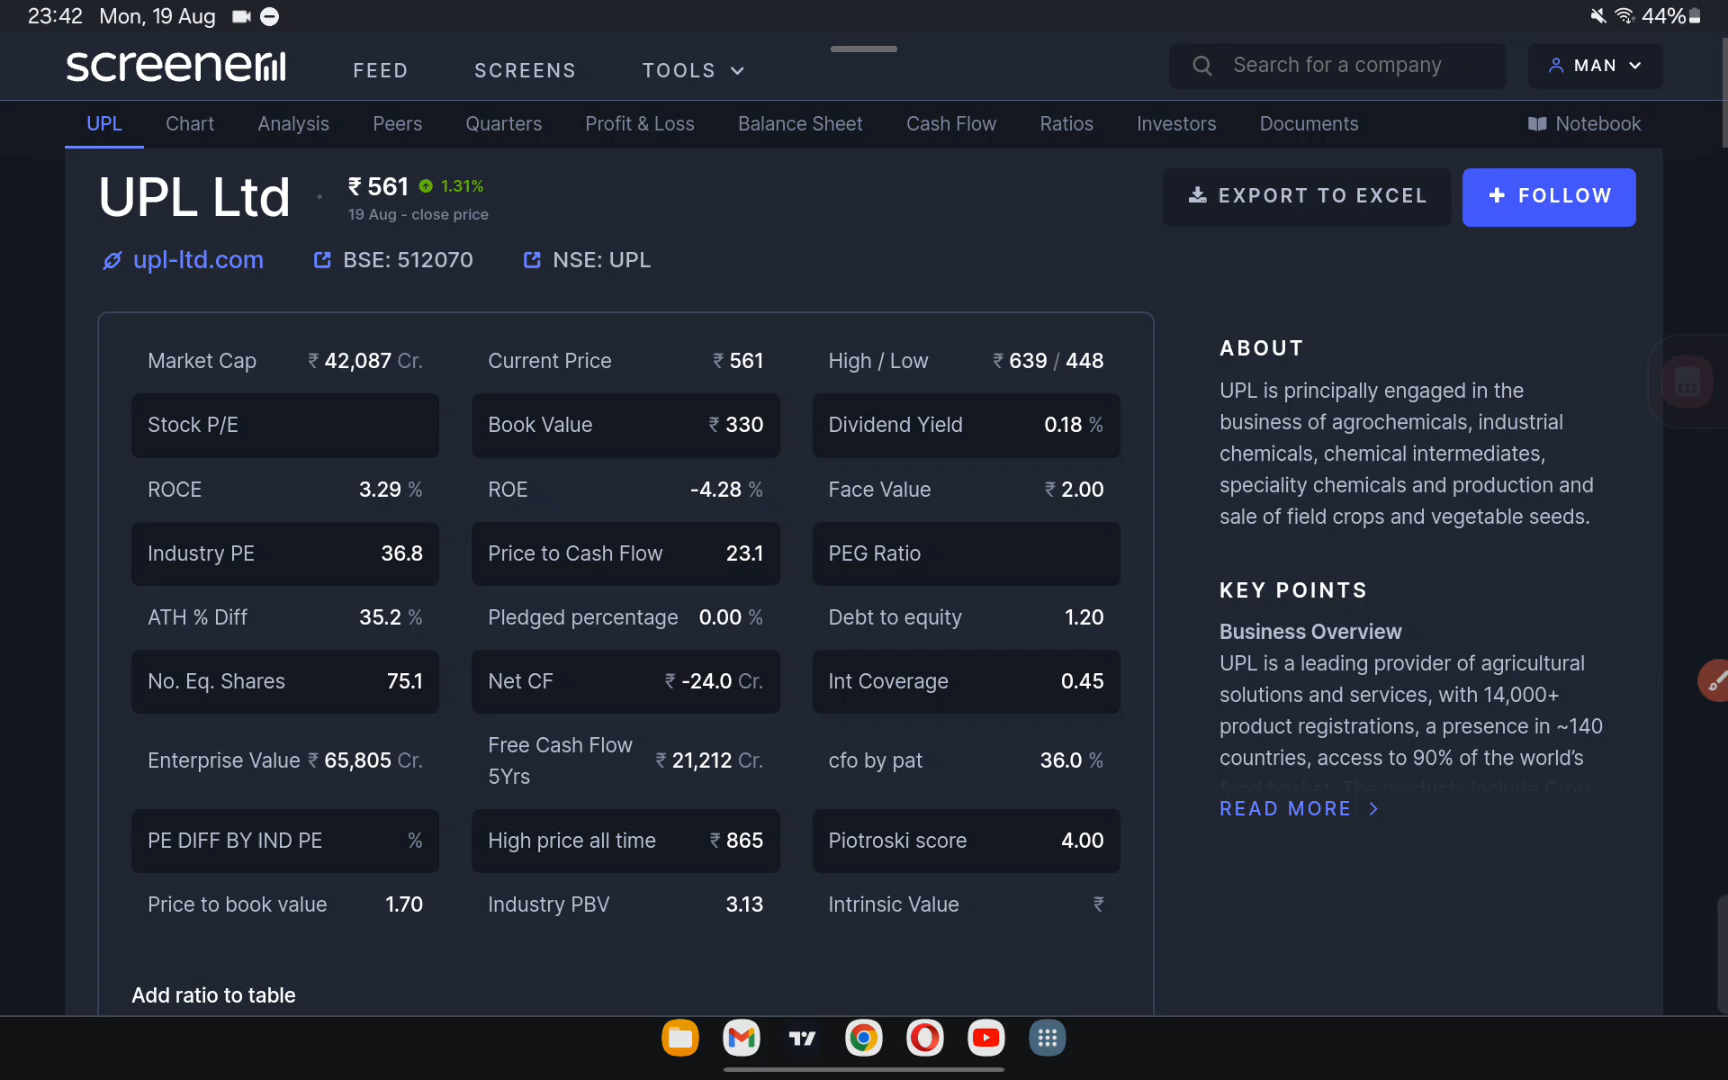 23:42 Mon, 19 Aug 44%
screener
FEED SCREENS TOOLS Search for a company MAN
UPL Chart Analysis Peers Quarters Profit & Loss Balance Sheet Cash Flow Ratios Investors Documents Notebook
UPL Ltd · ₹ 561 1.31%
19 Aug - close price
EXPORT TO EXCEL + FOLLOW
upl-ltd.com BSE: 512070 NSE: UPL
Market Cap ₹ 42,087 Cr. Current Price ₹ 561 High / Low ₹ 639 / 448
Stock P/E Book Value ₹ 330 Dividend Yield 0.18 %
ROCE 3.29 % ROE -4.28 % Face Value ₹ 2.00
Industry PE 36.8 Price to Cash Flow 23.1 PEG Ratio
ATH % Diff 35.2 % Pledged percentage 0.00 % Debt to equity 1.20
No. Eq. Shares 75.1 Net CF ₹ -24.0 Cr. Int Coverage 0.45
Enterprise Value ₹ 65,805 Cr. Free Cash Flow 5Yrs ₹ 21,212 Cr. cfo by pat 36.0 %
PE DIFF BY IND PE % High price all time ₹ 865 Piotroski score 4.00
Price to book value 1.70 Industry PBV 3.13 Intrinsic Value ₹
Add ratio to table
ABOUT
UPL is principally engaged in the
business of agrochemicals, industrial
chemicals, chemical intermediates,
speciality chemicals and production and
sale of field crops and vegetable seeds.
KEY POINTS
Business Overview
UPL is a leading provider of agricultural
solutions and services, with 14,000+
product registrations, a presence in ~140
countries, access to 90% of the world's
food basket. The products include Crop
READ MORE >